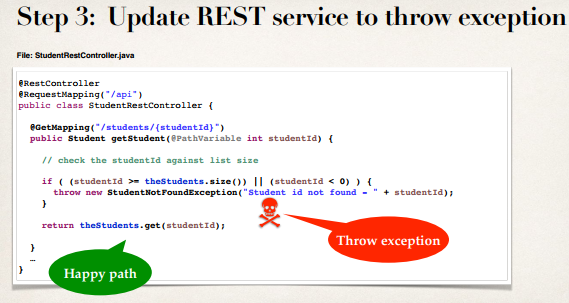 Step 3: Update REST service to throw exception
File: StudentRestController.java
@RestController
@RequestMapping("/api")
public class StudentRestController {
@GetMapping("/students/{studentId}")
public Student getStudent(@PathVariable int studentId) {
// check the studentId against list size
if ( (studentId >= theStudents.size()) || (studentId < 0) ) {
throw new StudentNotFoundException("Student id not found - " + studentId);
}
return theStudents.get(studentId);
Throw exception
}
…
Happy path
}